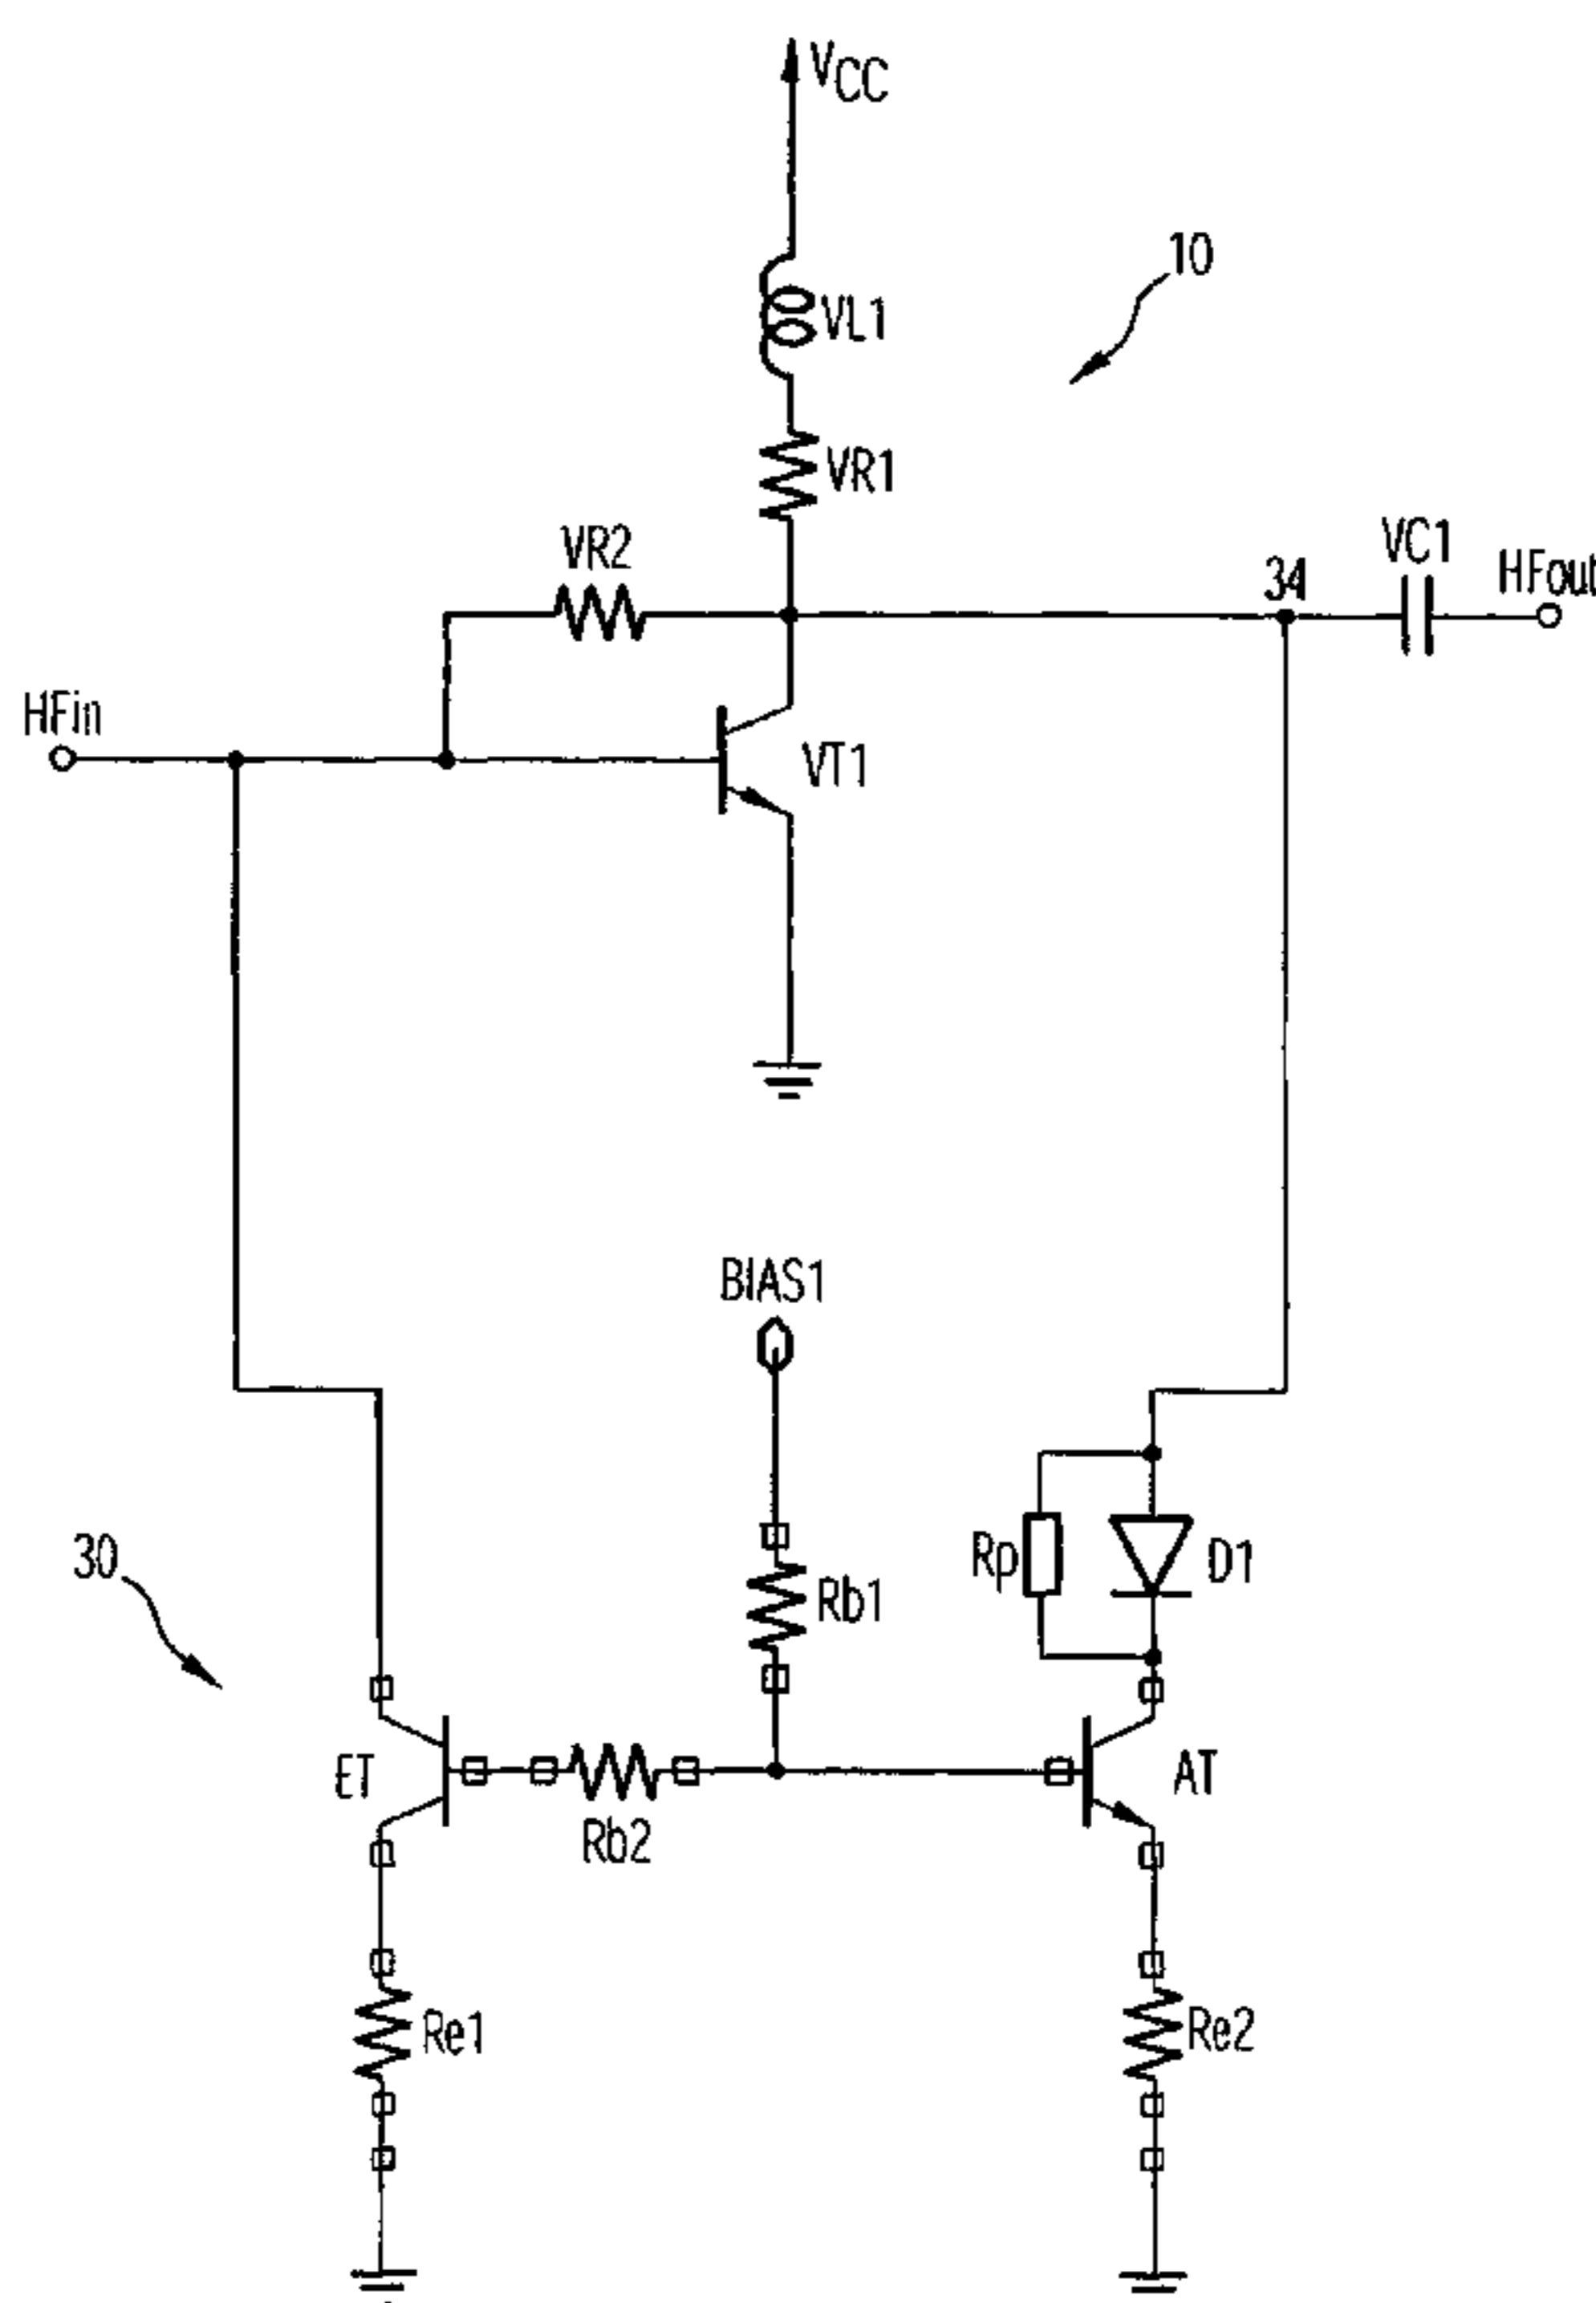 VCC
10
VL1
VR1
VR2
VC1
34
HFout
HFin
VT1
BIAS1
30
Rp
D1
Rb1
ET
AT
Rb2
Re1
Re2